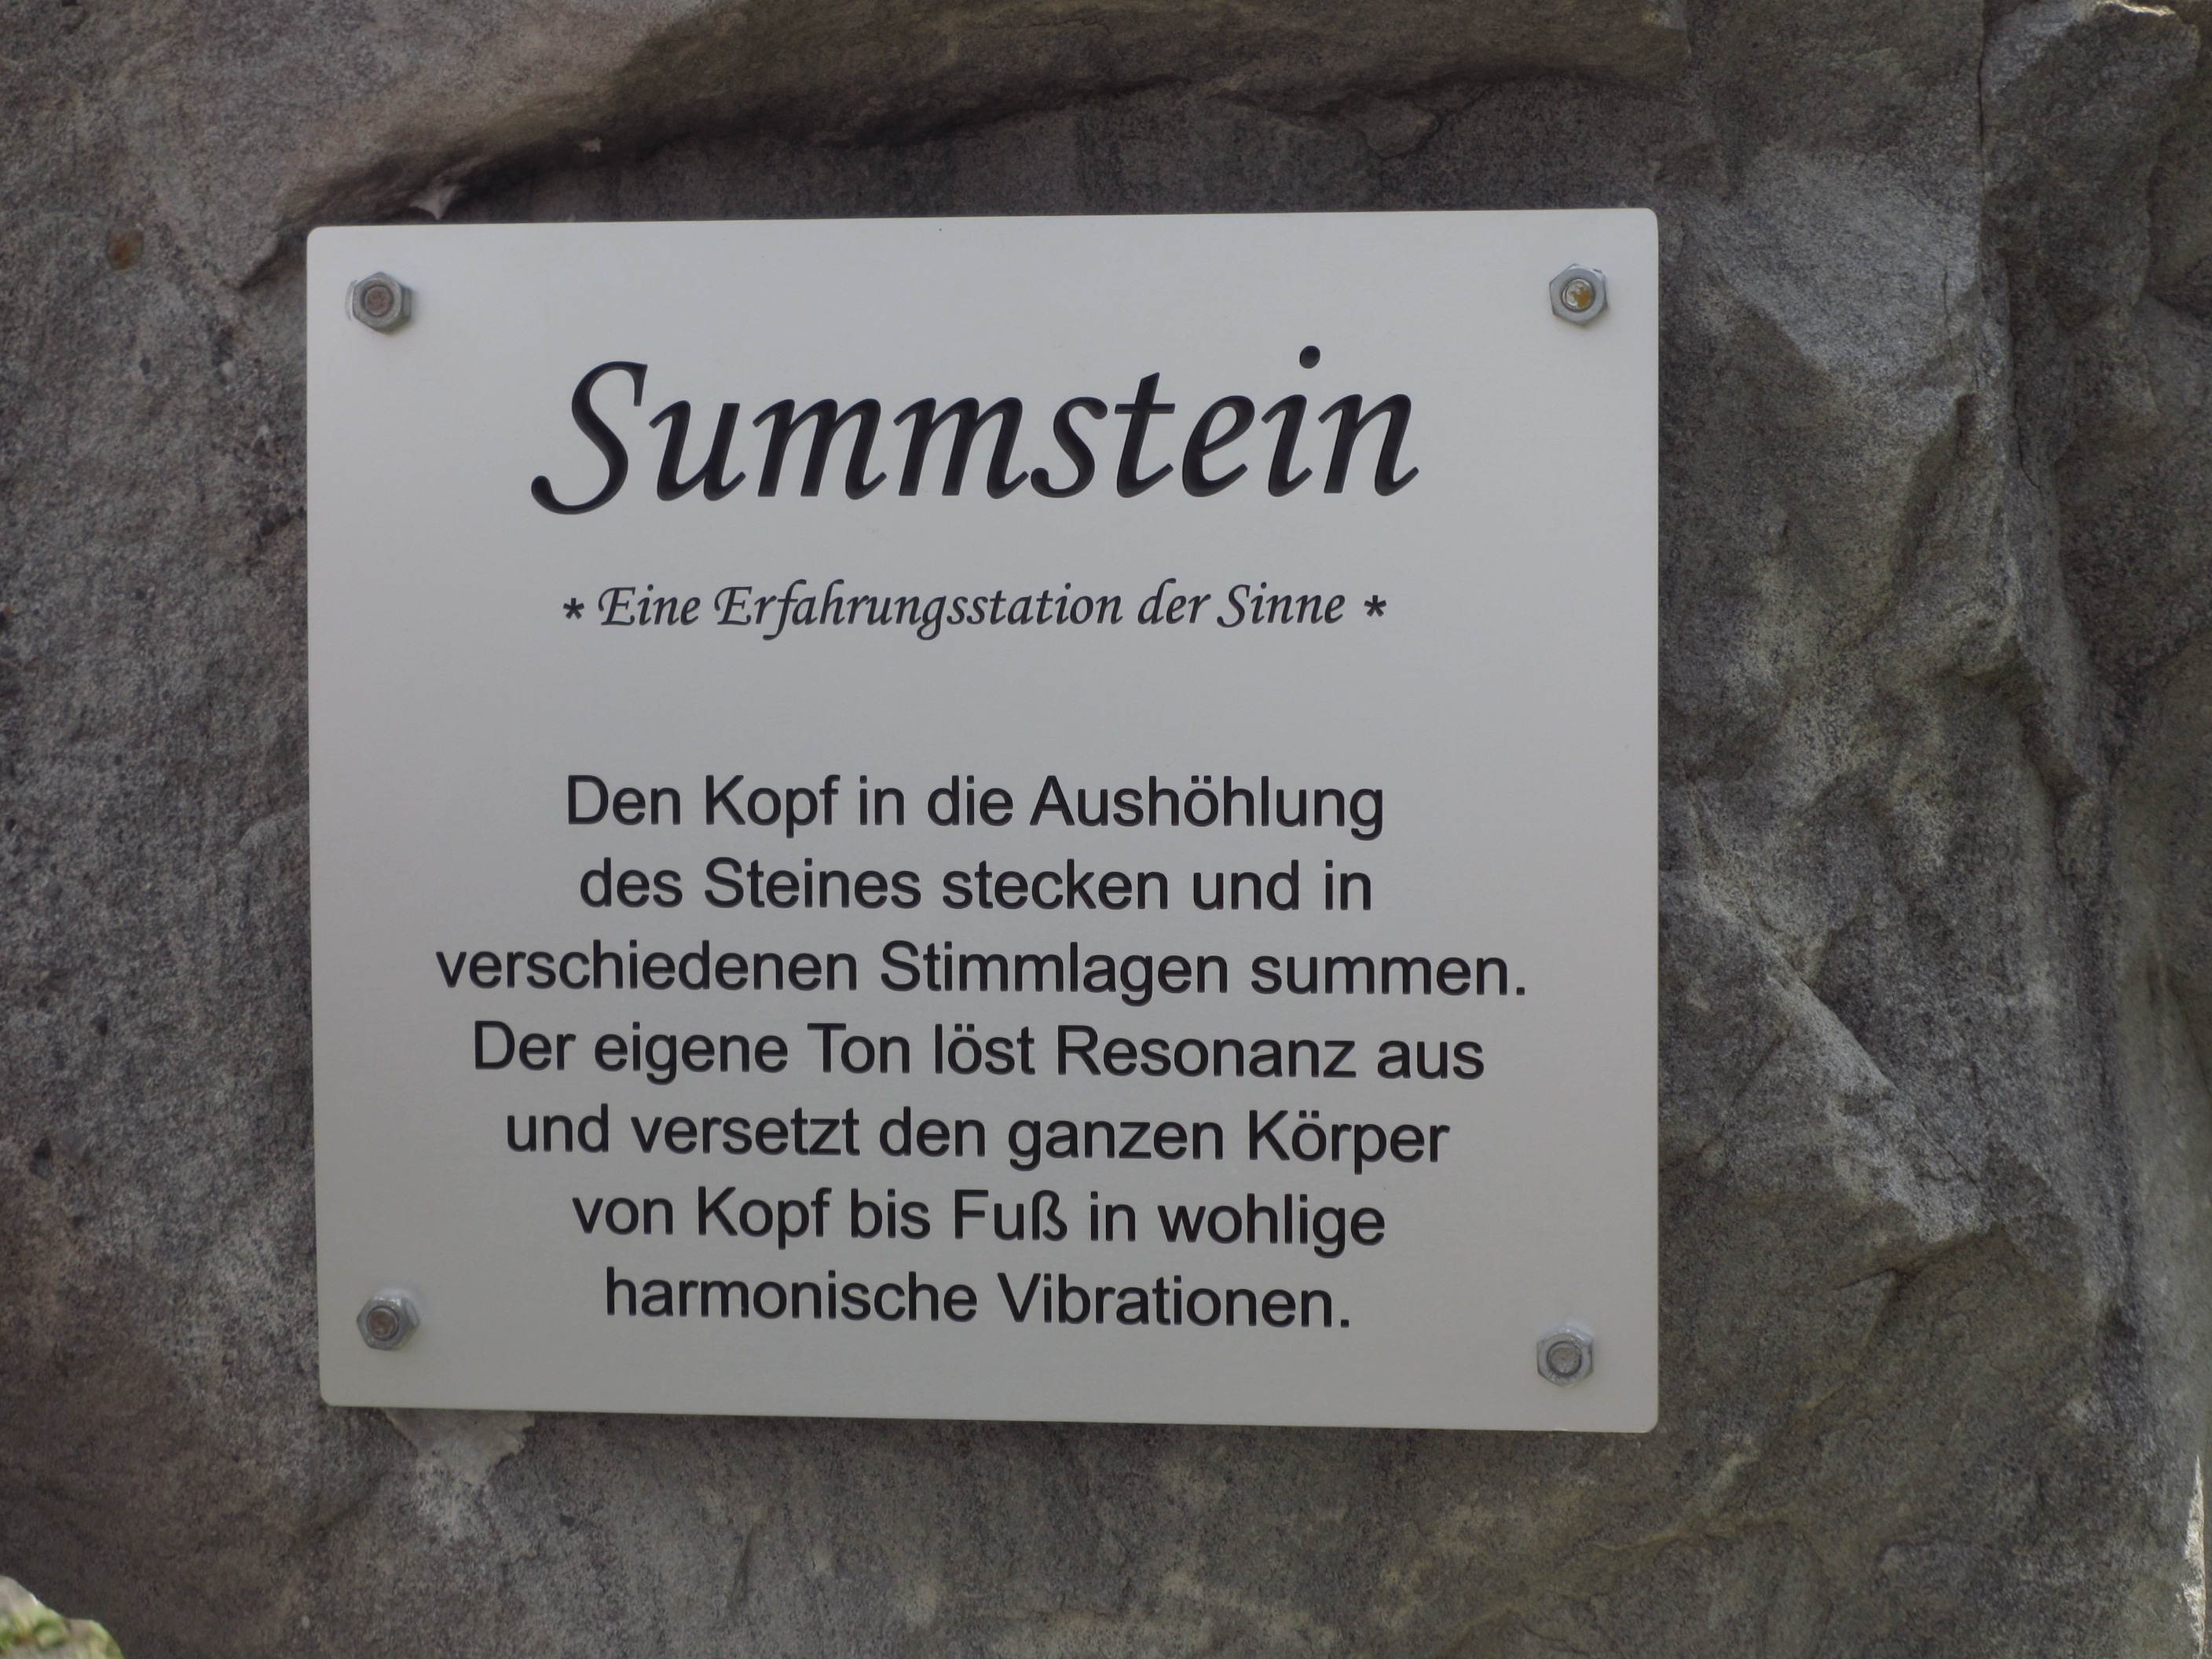 Summstein
* Eine Erfahrungsstation der Sinne *
Den Kopf in die Aushöhlung
des Steines stecken und in
verschiedenen Stimmlagen summen.
Der eigene Ton löst Resonanz aus
und versetzt den ganzen Körper
von Kopf bis Fuß in wohlige
harmonische Vibrationen.